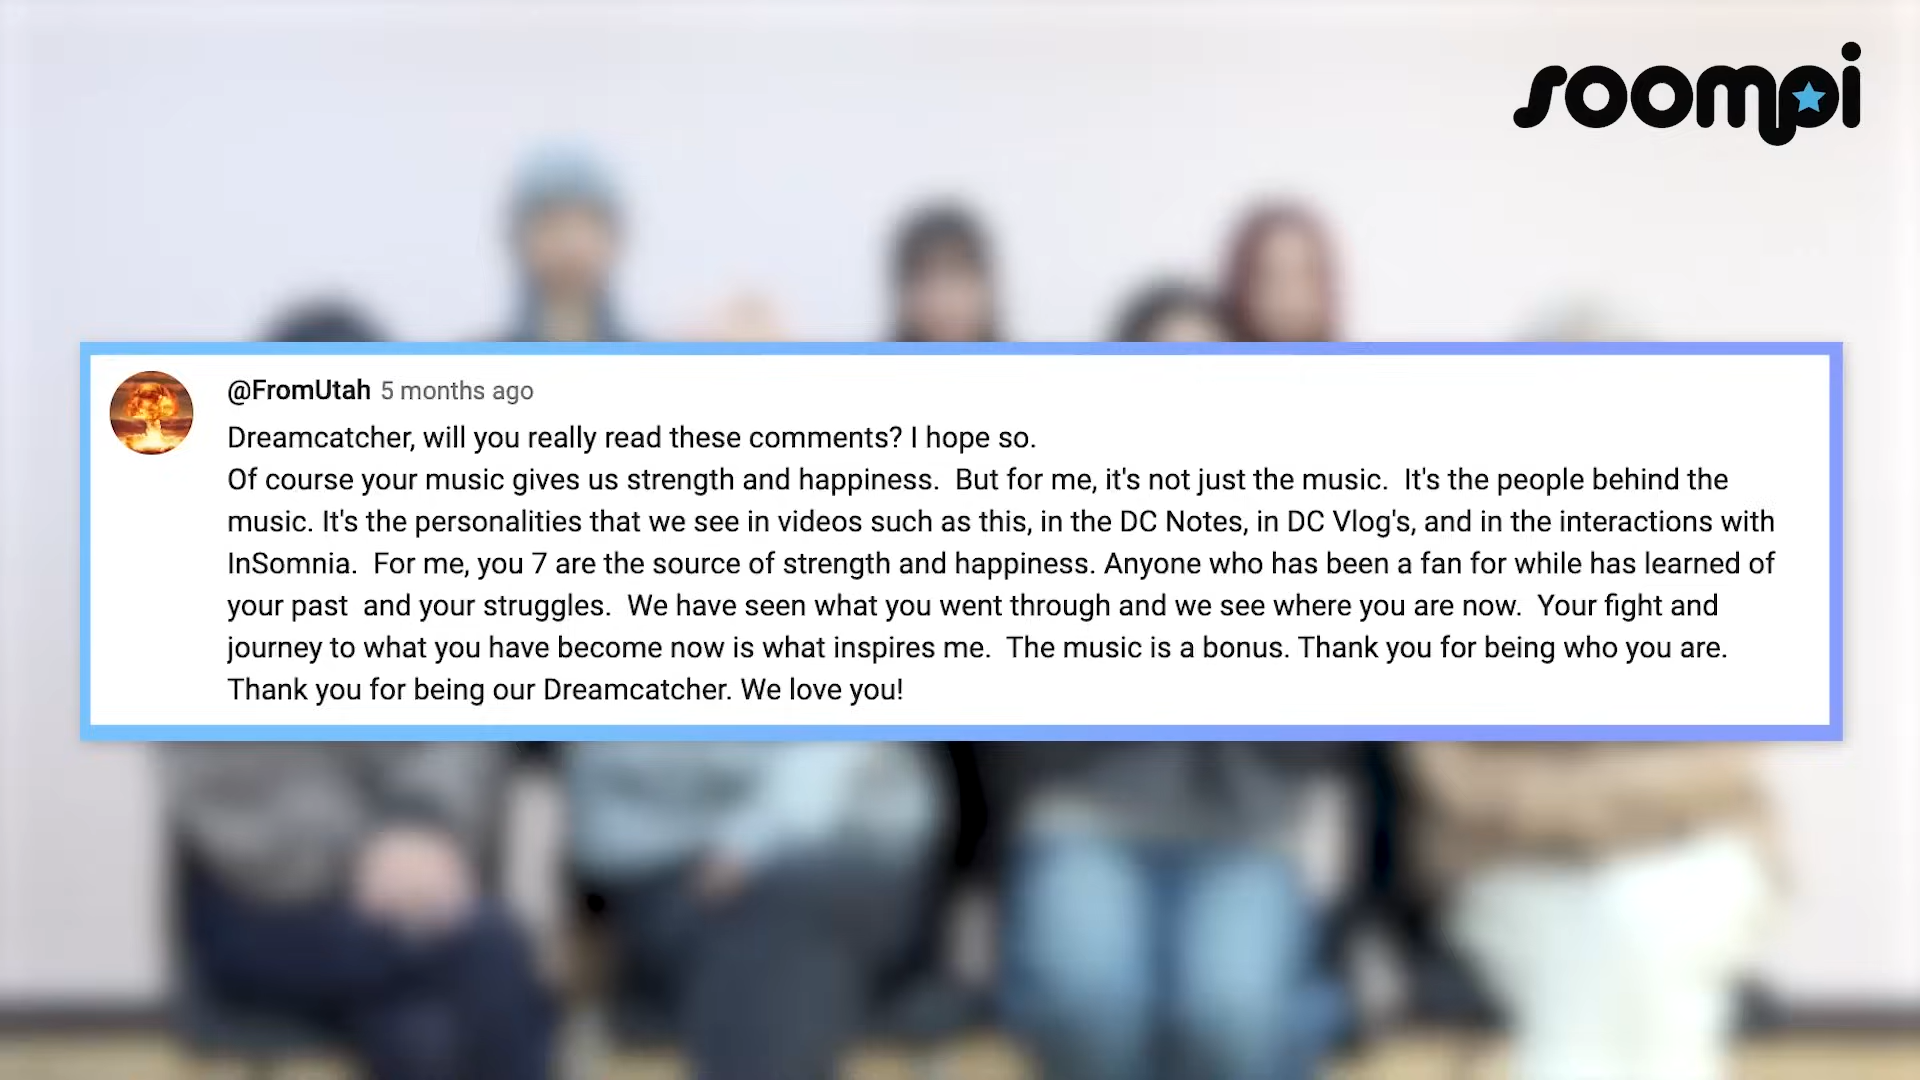 soompi
@FromUtah 5 months ago
Dreamcatcher, will you really read these comments? I hope so.
Of course your music gives us strength and happiness.  But for me, it's not just the music.  It's the people behind the
music. It's the personalities that we see in videos such as this, in the DC Notes, in DC Vlog's, and in the interactions with
InSomnia.  For me, you 7 are the source of strength and happiness. Anyone who has been a fan for while has learned of
your past  and your struggles.  We have seen what you went through and we see where you are now.  Your fight and
journey to what you have become now is what inspires me.  The music is a bonus. Thank you for being who you are.
Thank you for being our Dreamcatcher. We love you!